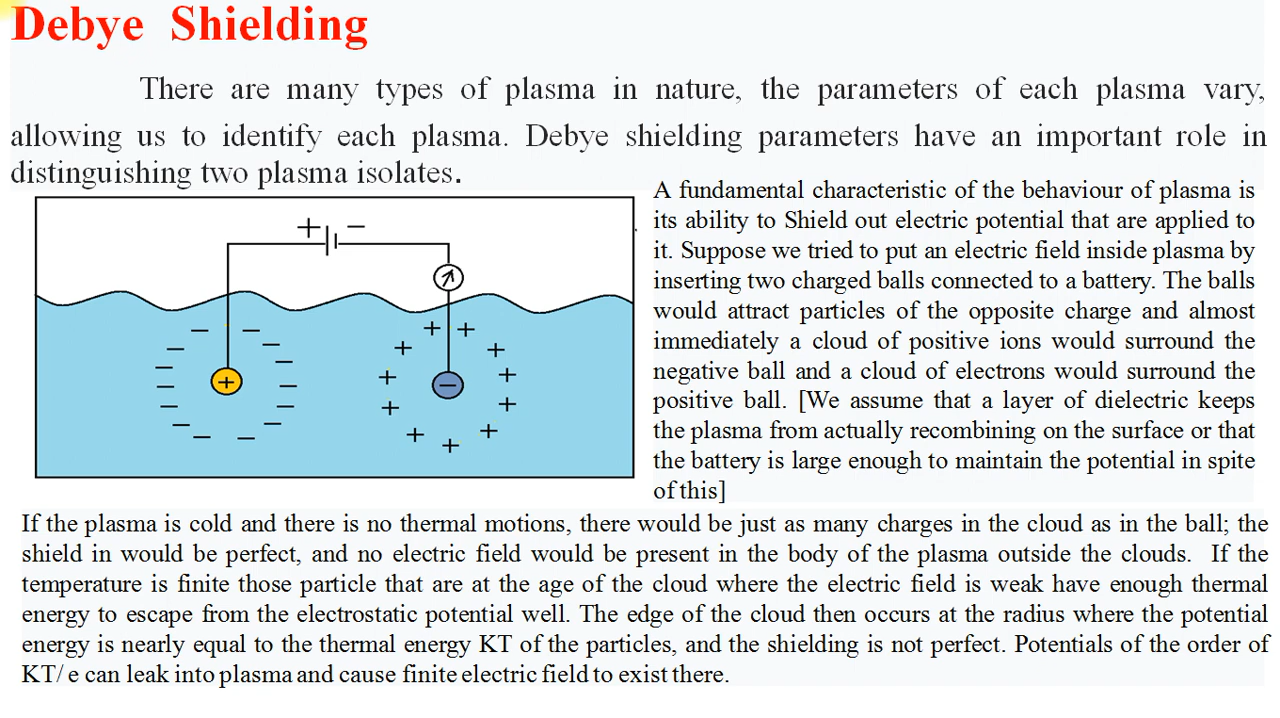 Debye Shielding
There are many types of plasma in nature, the parameters of each plasma vary,
allowing us to identify each plasma. Debye shielding parameters have an important role in
distinguishing two plasma isolates.
A fundamental characteristic of the behaviour of plasma is
its ability to Shield out electric potential that are applied to
it. Suppose we tried to put an electric field inside plasma by
inserting two charged balls connected to a battery. The balls
would attract particles of the opposite charge and almost
immediately a cloud of positive ions would surround the
negative ball and a cloud of electrons would surround the
positive ball. [We assume that a layer of dielectric keeps
the plasma from actually recombining on the surface or that
the battery is large enough to maintain the potential in spite
of this]
If the plasma is cold and there is no thermal motions, there would be just as many charges in the cloud as in the ball; the
shield in would be perfect, and no electric field would be present in the body of the plasma outside the clouds. If the
temperature is finite those particle that are at the age of the cloud where the electric field is weak have enough thermal
energy to escape from the electrostatic potential well. The edge of the cloud then occurs at the radius where the potential
energy is nearly equal to the thermal energy KT of the particles, and the shielding is not perfect. Potentials of the order of
KT/ e can leak into plasma and cause finite electric field to exist there.